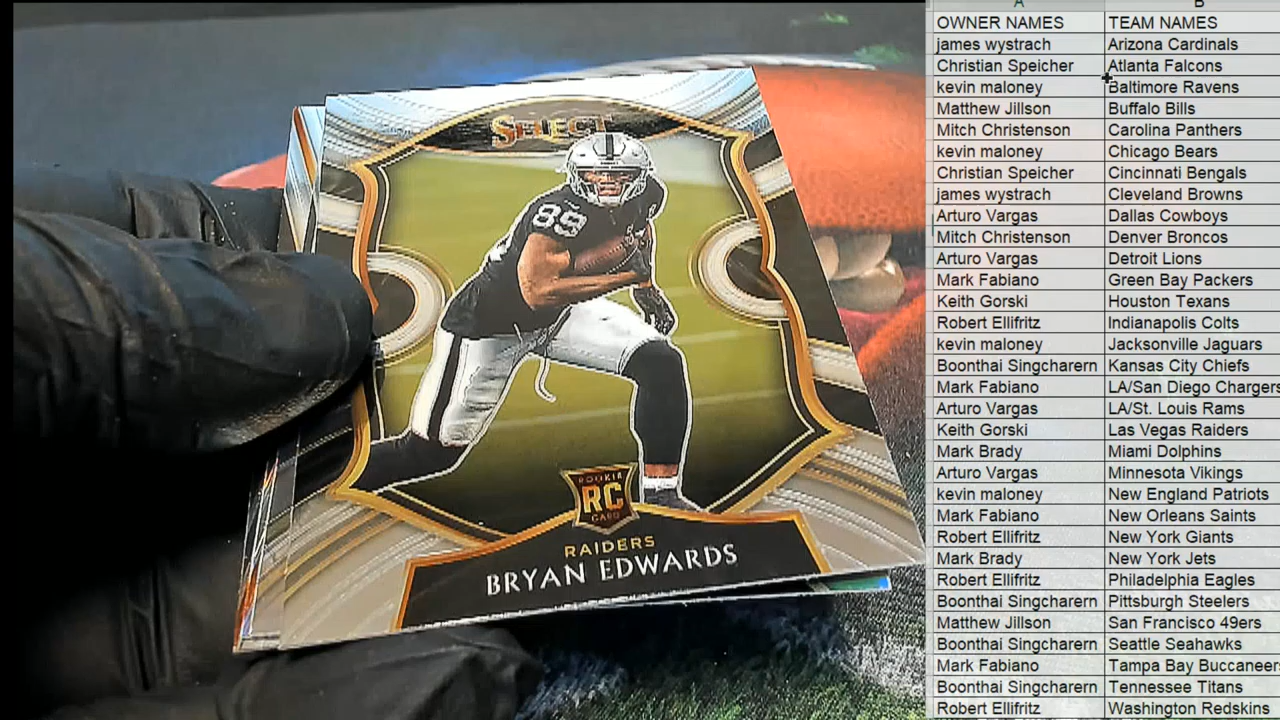 SELECT
89
ROOKIE
RC
CARD
RAIDERS
BRYAN EDWARDS
A B
OWNER NAMES TEAM NAMES
james wystrach Arizona Cardinals
Christian Speicher Atlanta Falcons
kevin maloney Baltimore Ravens
Matthew Jillson Buffalo Bills
Mitch Christenson Carolina Panthers
kevin maloney Chicago Bears
Christian Speicher Cincinnati Bengals
james wystrach Cleveland Browns
Arturo Vargas Dallas Cowboys
Mitch Christenson Denver Broncos
Arturo Vargas Detroit Lions
Mark Fabiano Green Bay Packers
Keith Gorski Houston Texans
Robert Ellifritz Indianapolis Colts
kevin maloney Jacksonville Jaguars
Boonthai Singcharern Kansas City Chiefs
Mark Fabiano LA/San Diego Chargers
Arturo Vargas LA/St. Louis Rams
Keith Gorski Las Vegas Raiders
Mark Brady Miami Dolphins
Arturo Vargas Minnesota Vikings
kevin maloney New England Patriots
Mark Fabiano New Orleans Saints
Robert Ellifritz New York Giants
Mark Brady New York Jets
Robert Ellifritz Philadelphia Eagles
Boonthai Singcharern Pittsburgh Steelers
Matthew Jillson San Francisco 49ers
Boonthai Singcharern Seattle Seahawks
Mark Fabiano Tampa Bay Buccaneers
Boonthai Singcharern Tennessee Titans
Robert Ellifritz Washington Redskins